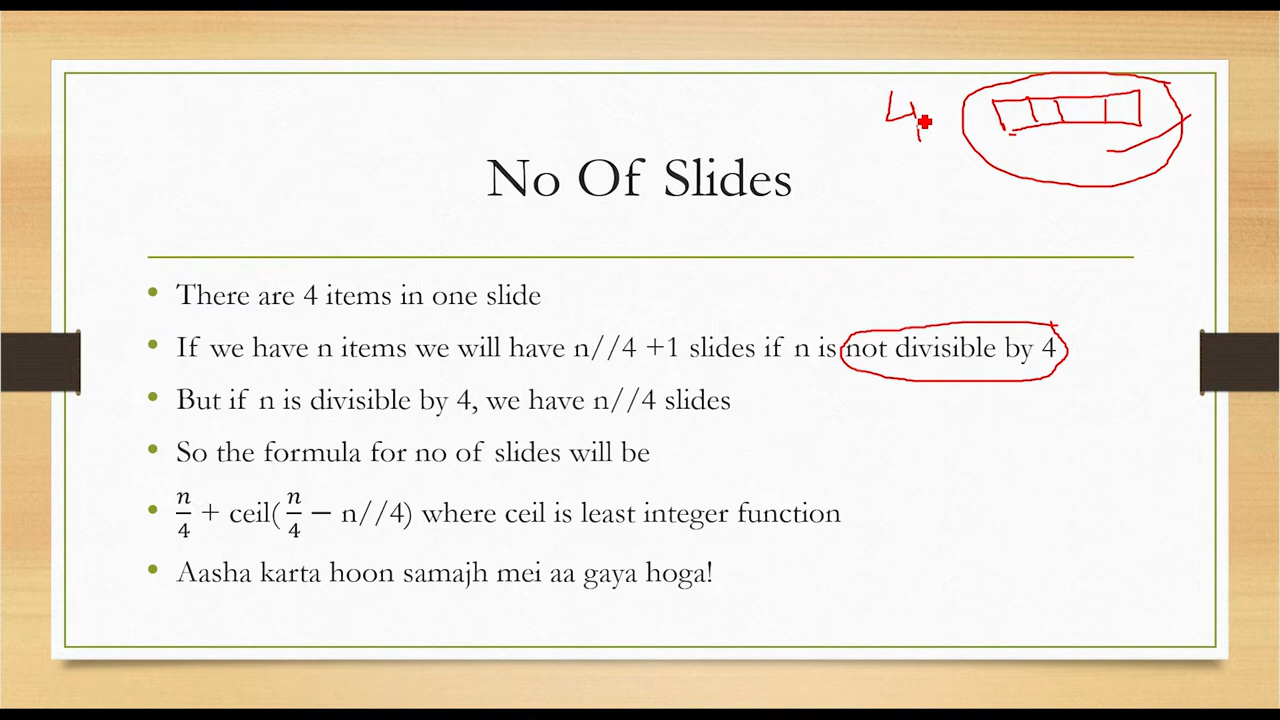 4
No Of Slides
• There are 4 items in one slide
• If we have n items we will have n//4 +1 slides if n is not divisible by 4
• But if n is divisible by 4, we have n//4 slides
• So the formula for no of slides will be
• n/4 + ceil(n/4 − n//4) where ceil is least integer function
• Aasha karta hoon samajh mei aa gaya hoga!